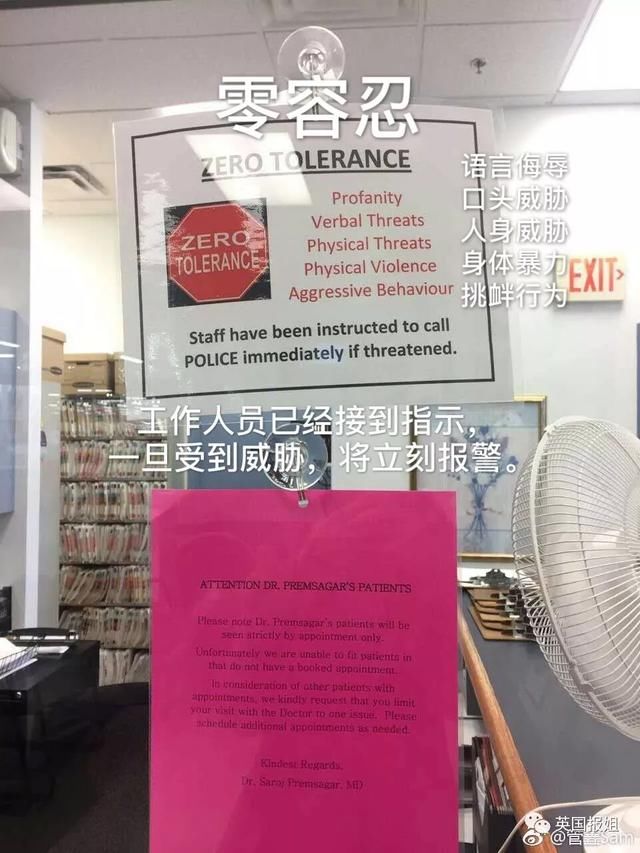 零容忍
ZERO TOLERANCE
ZERO
TOLERANCE
Profanity
Verbal Threats
Physical Threats
Physical Violence
Aggressive Behaviour
语言侮辱
口头威胁
人身威胁
身体暴力
挑衅行为
EXIT
Staff have been instructed to call
POLICE immediately if threatened.
工作人员已经接到指示，
一旦受到威胁，将立刻报警。
ATTENTION DR. PREMSAGAR'S PATIENTS
Please note Dr. Premsagar's patients will be
seen strictly by appointment only.
Unfortunately we are unable to fit patients in
that do not have a booked appointment.
In consideration of other patients with
appointments, we kindly request that you limit
your visit with the Doctor to one issue. Please
schedule additional appointments as needed.
Kindest Regards,
Dr. Saroj Premsagar, MD
英国报姐